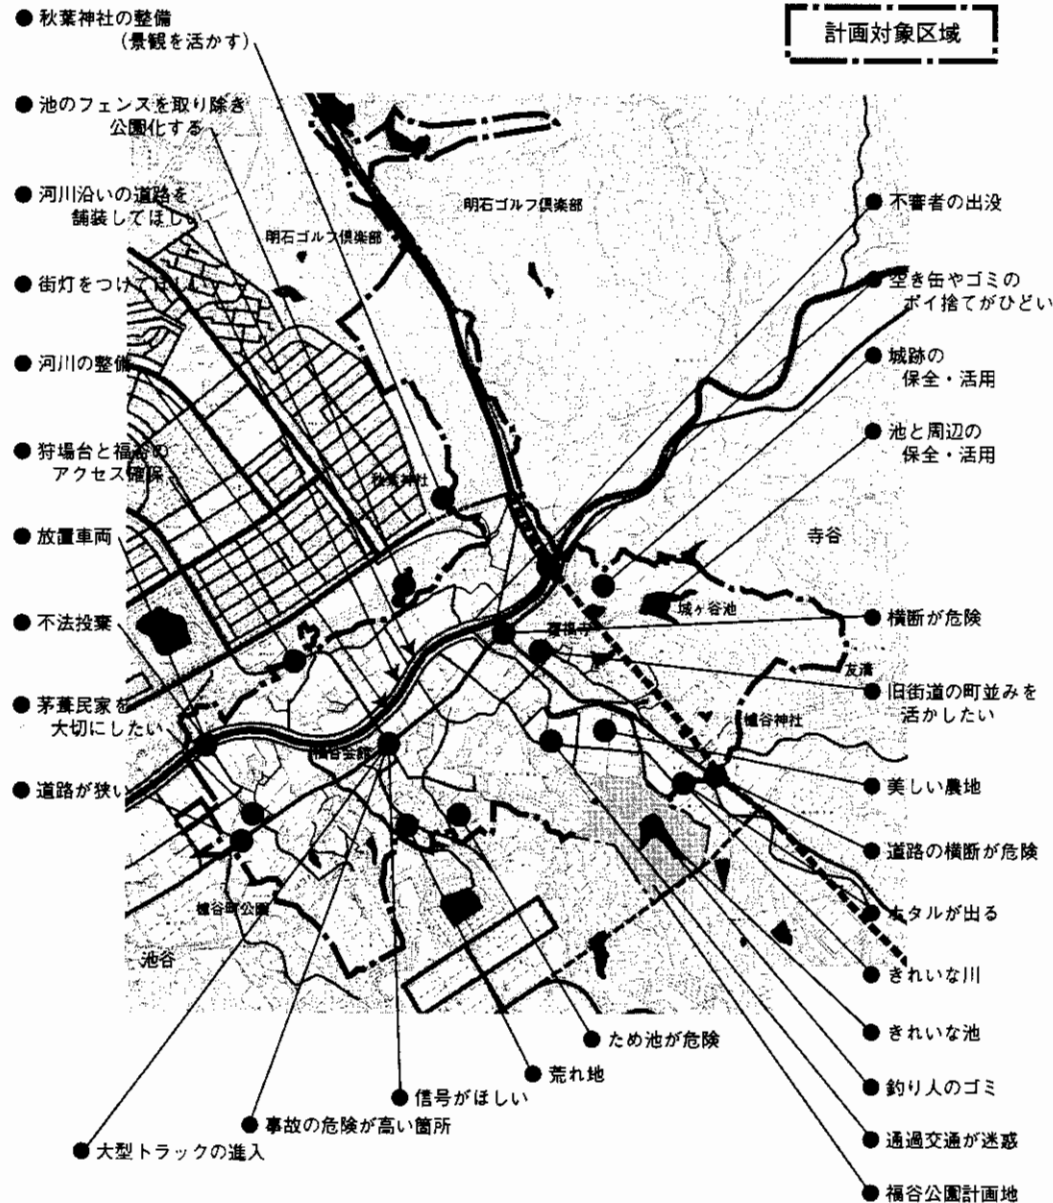 計画対象区域
● 秋葉神社の整備
(景観を活かす)
● 池のフェンスを取り除き
公園化する
● 河川沿いの道路を
舗装してほしい
● 街灯をつけてほしい
● 河川の整備
● 狩場台と福谷の
アクセス確保
● 放置車両
● 不法投棄
● 茅葺民家を
大切にしたい
● 道路が狭い
明石ゴルフ倶楽部
明石ゴルフ倶楽部
秋葉神社
寺谷
城ヶ谷池
友清
櫨谷神社
福谷会館
櫨谷町公園
池谷
● 不審者の出没
● 空き缶やゴミの
ポイ捨てがひどい
● 城跡の
保全・活用
● 池と周辺の
保全・活用
● 横断が危険
● 旧街道の町並みを
活かしたい
● 美しい農地
● 道路の横断が危険
● ホタルが出る
● きれいな川
● きれいな池
● 釣り人のゴミ
● 通過交通が迷惑
● 福谷公園計画地
● ため池が危険
● 荒れ地
● 信号がほしい
● 事故の危険が高い箇所
● 大型トラックの進入